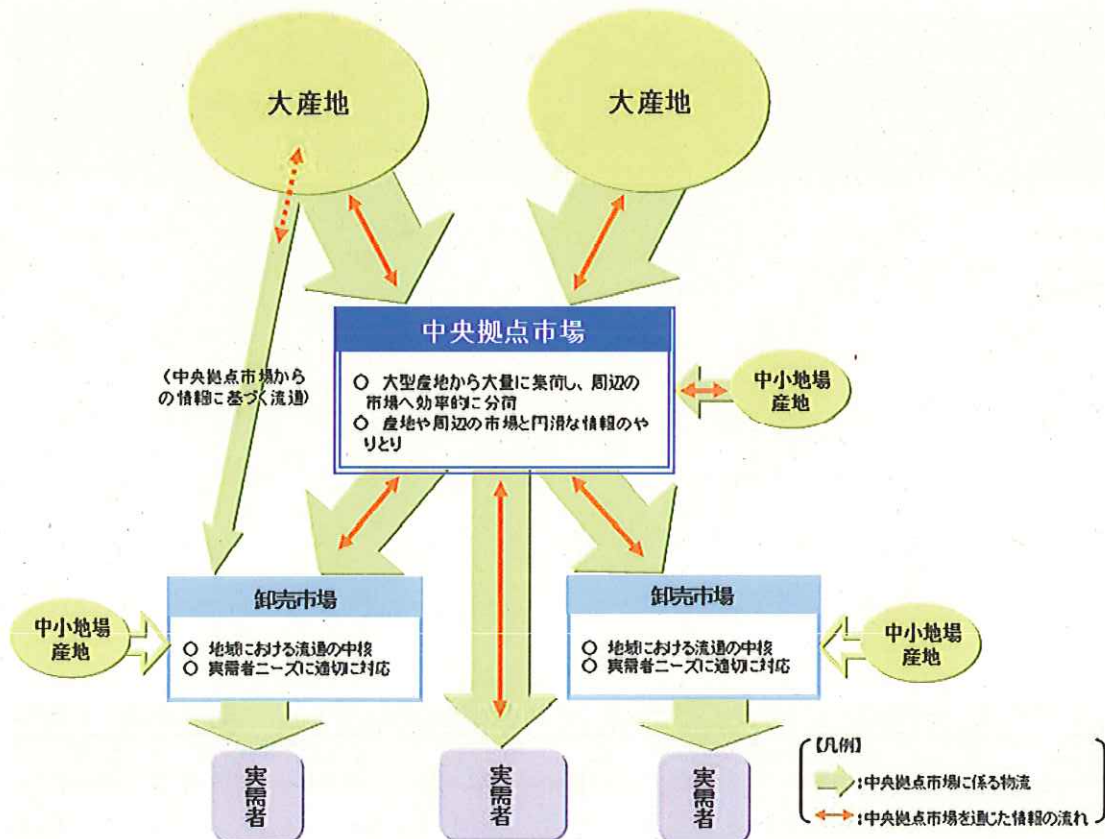 大産地
大産地
中央拠点市場
○ 大型産地から大量に集荷し、周辺の
市場へ効率的に分荷
○ 産地や周辺の市場と円滑な情報のや
りとり
(中央拠点市場から
の情報に基づく流通)
中小地場
産地
卸売市場
○ 地域における流通の中核
○ 実需者ニーズに適切に対応
卸売市場
○ 地域における流通の中核
○ 実需者ニーズに適切に対応
中小地場
産地
中小地場
産地
実需者
実需者
実需者
【凡例】
:中央拠点市場に係る物流
:中央拠点市場を通じた情報の流れ